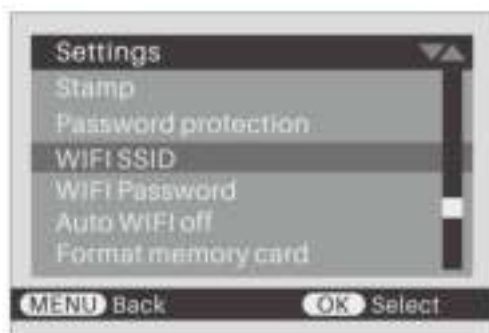 Settings
Stamp
Password protection
WIFI SSID
WIFI Password
Auto WIFI off
Format memory card
MENU Back OK Select